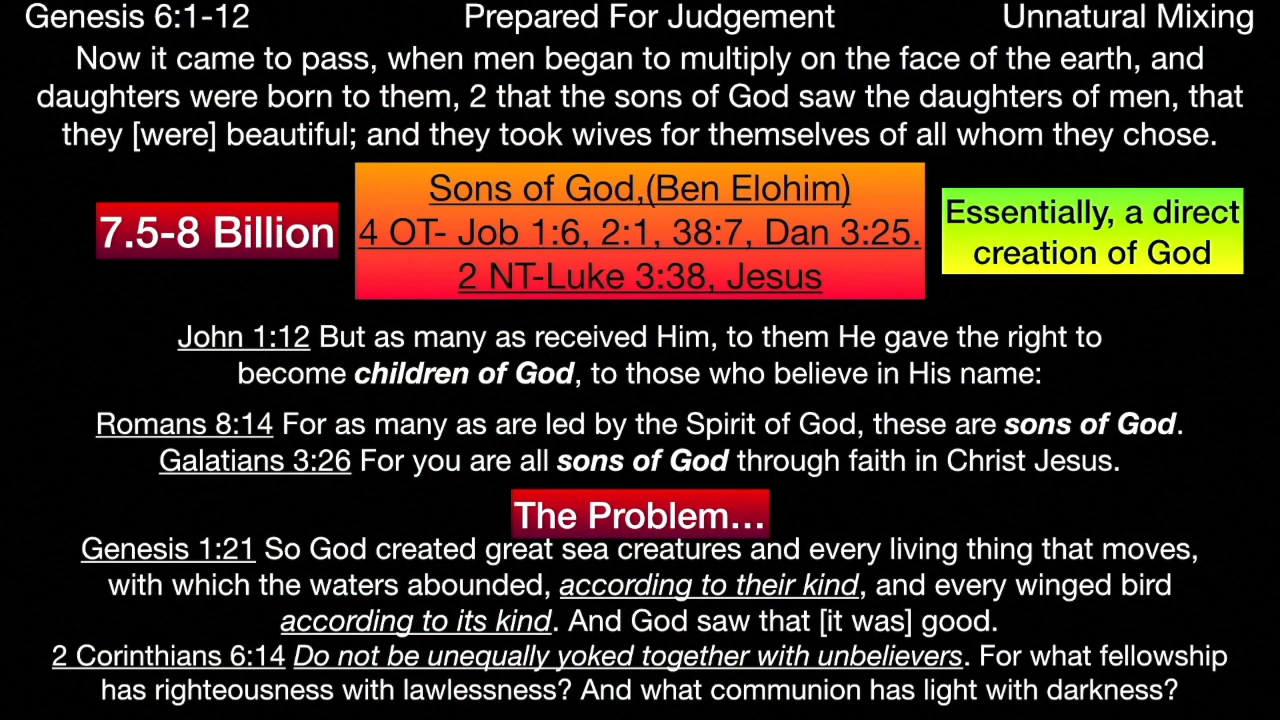 Genesis 6:1-12 Prepared For Judgement Unnatural Mixing
Now it came to pass, when men began to multiply on the face of the earth, and
daughters were born to them, 2 that the sons of God saw the daughters of men, that
they [were] beautiful; and they took wives for themselves of all whom they chose.
7.5-8 Billion
Sons of God,(Ben Elohim)
4 OT- Job 1:6, 2:1, 38:7, Dan 3:25.
2 NT-Luke 3:38, Jesus
Essentially, a direct
creation of God
John 1:12 But as many as received Him, to them He gave the right to
become children of God, to those who believe in His name:
Romans 8:14 For as many as are led by the Spirit of God, these are sons of God.
Galatians 3:26 For you are all sons of God through faith in Christ Jesus.
The Problem...
Genesis 1:21 So God created great sea creatures and every living thing that moves,
with which the waters abounded, according to their kind, and every winged bird
according to its kind. And God saw that [it was] good.
2 Corinthians 6:14 Do not be unequally yoked together with unbelievers. For what fellowship
has righteousness with lawlessness? And what communion has light with darkness?